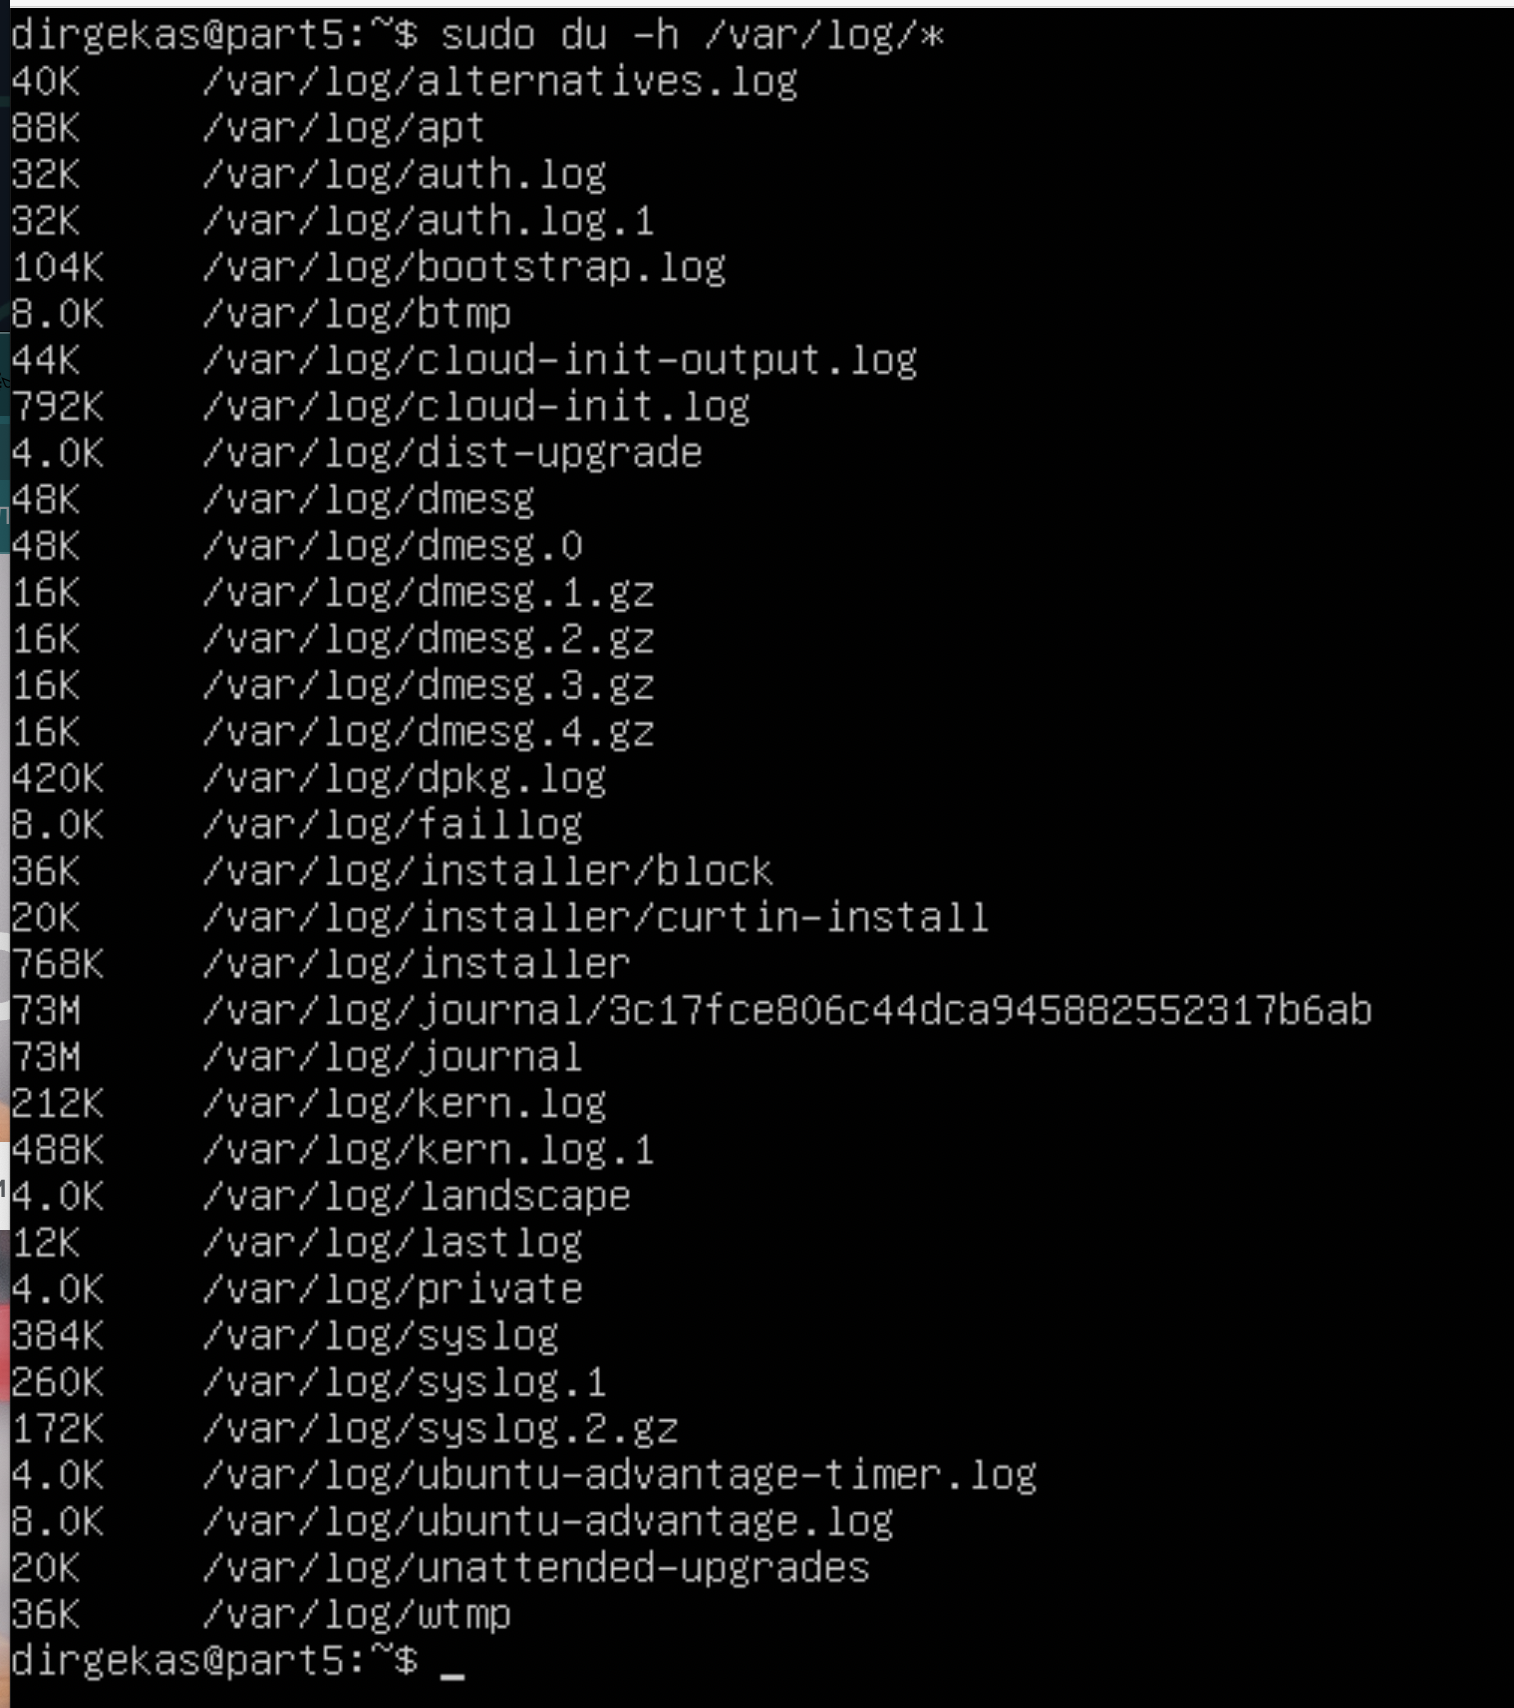 dirgekas@part5:~$ sudo du -h /var/log/*
40K /var/log/alternatives.log
88K /var/log/apt
32K /var/log/auth.log
32K /var/log/auth.log.1
104K /var/log/bootstrap.log
8.0K /var/log/btmp
44K /var/log/cloud-init-output.log
792K /var/log/cloud-init.log
4.0K /var/log/dist-upgrade
48K /var/log/dmesg
48K /var/log/dmesg.0
16K /var/log/dmesg.1.gz
16K /var/log/dmesg.2.gz
16K /var/log/dmesg.3.gz
16K /var/log/dmesg.4.gz
420K /var/log/dpkg.log
8.0K /var/log/faillog
36K /var/log/installer/block
20K /var/log/installer/curtin-install
768K /var/log/installer
73M /var/log/journal/3c17fce806c44dca945882552317b6ab
73M /var/log/journal
212K /var/log/kern.log
488K /var/log/kern.log.1
4.0K /var/log/landscape
12K /var/log/lastlog
4.0K /var/log/private
384K /var/log/syslog
260K /var/log/syslog.1
172K /var/log/syslog.2.gz
4.0K /var/log/ubuntu-advantage-timer.log
8.0K /var/log/ubuntu-advantage.log
20K /var/log/unattended-upgrades
36K /var/log/wtmp
dirgekas@part5:~$ _